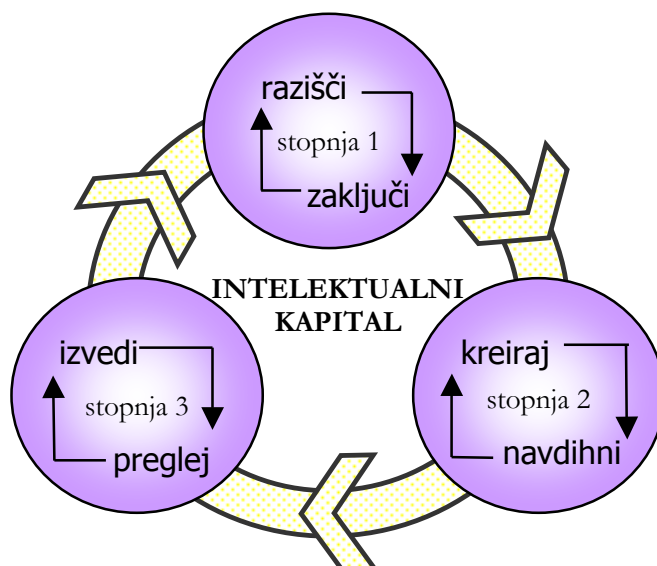 razišči
stopnja 1
zaključi
INTELEKTUALNI
KAPITAL
izvedi
stopnja 3
preglej
kreiraj
stopnja 2
navdihni